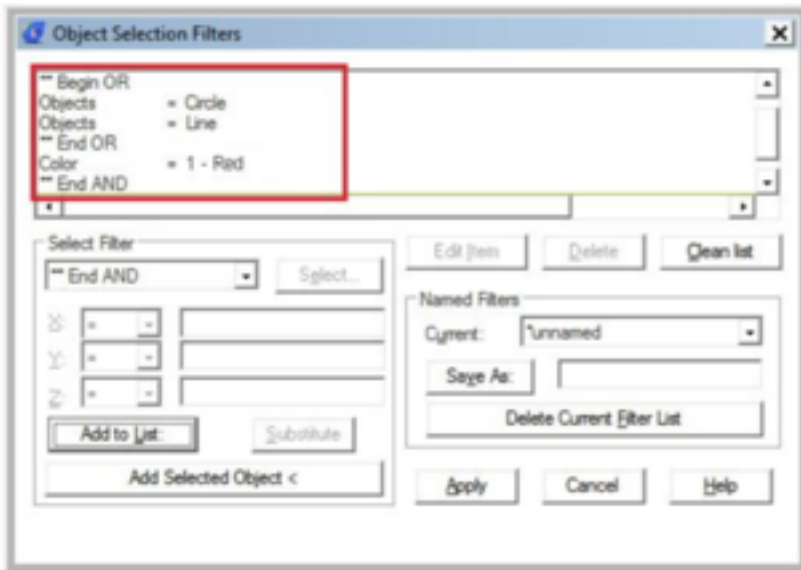 Object Selection Filters
** Begin OR
Objects = Circle
Objects = Line
** End OR
Color = 1 - Red
** End AND
Select Filter
** End AND
Select...
Edit Item
Delete
Clean list
X: =
Y: =
Z: =
Named Filters
Current: *unnamed
Save As:
Delete Current Filter List
Add to List:
Substitute
Add Selected Object <
Apply
Cancel
Help